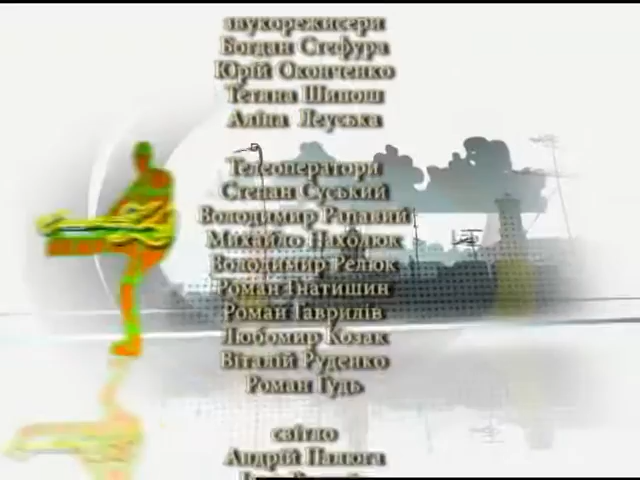 звукорежисери
Богдан Стефура
Юрій Оконченко
Тетяна Шипош
Аліна Леуська
Телеоператори
Степан Суський
Володимир
Михайло Находюк
Володимир Релюк
Роман Гнатишин
Роман Гаврилів
Любомир Козак
Віталій Руденко
Роман Гудь
світло
Андрій Палюга